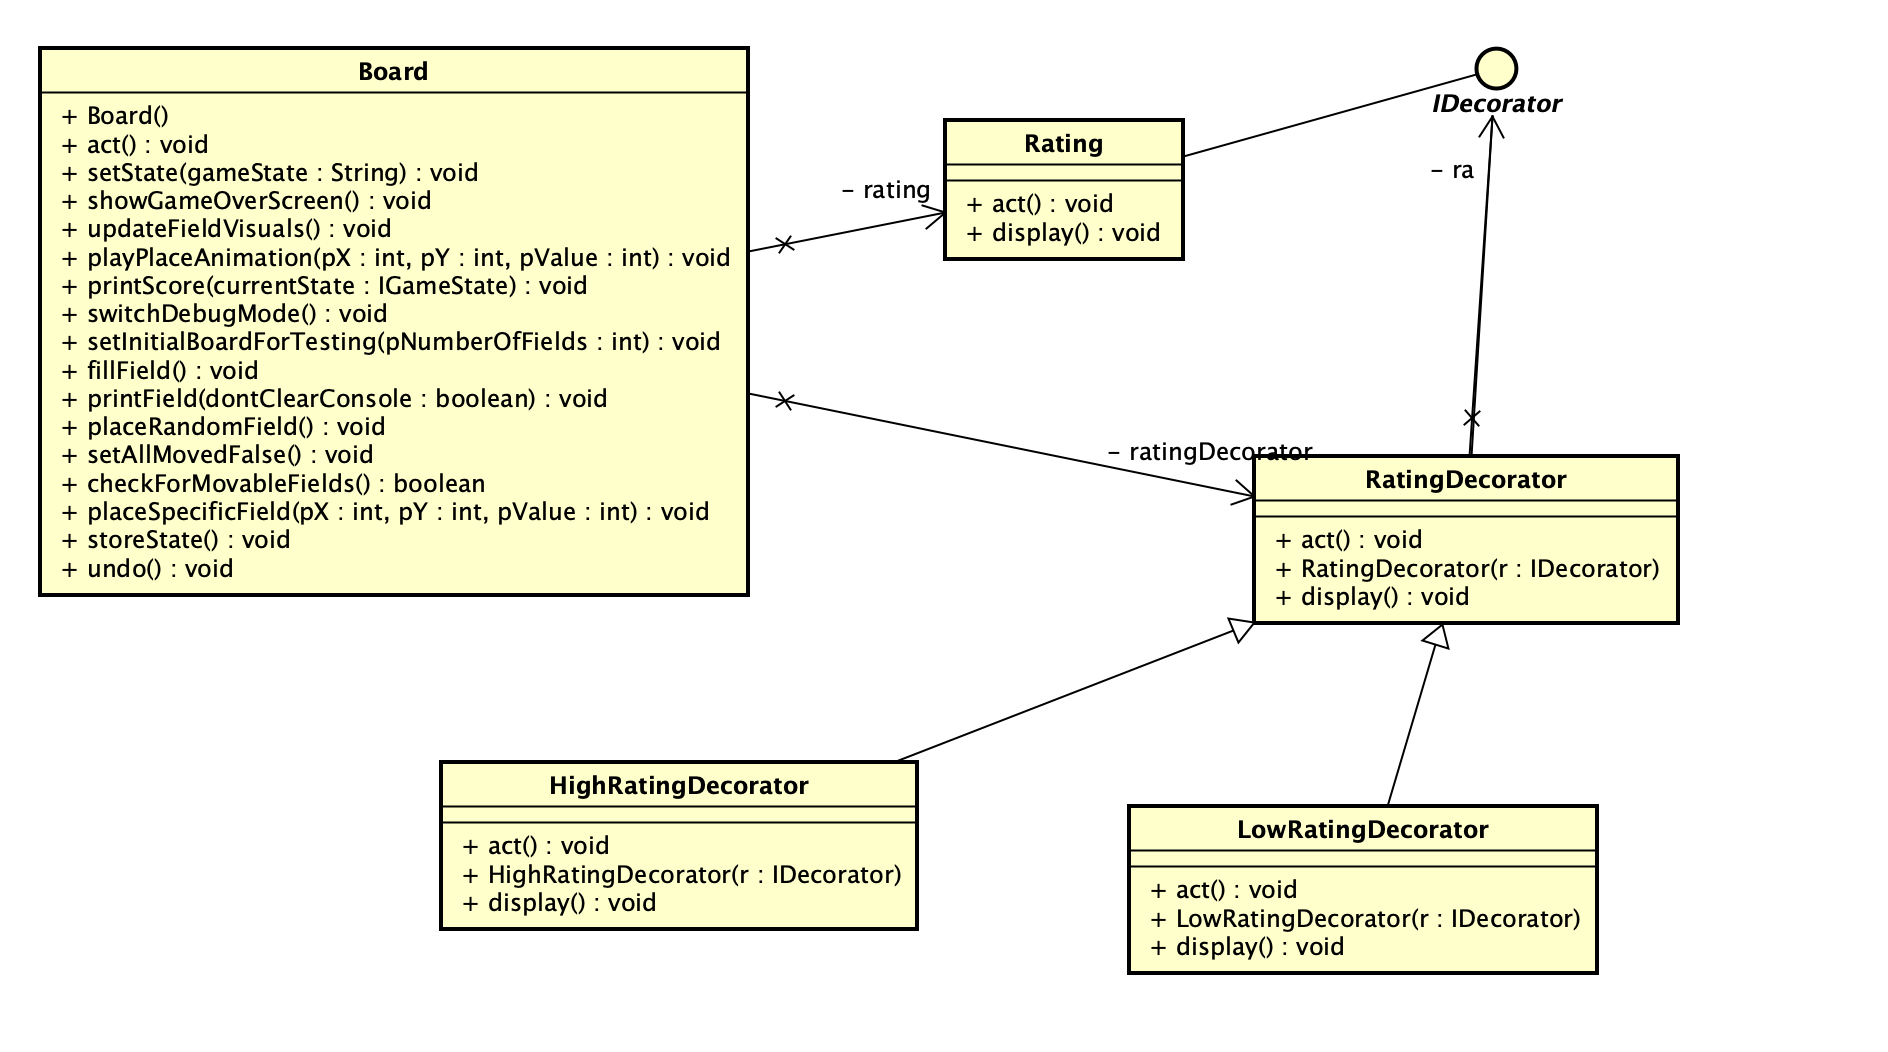 Board
+ Board()
+ act() : void
+ setState(gameState : String) : void
+ showGameOverScreen() : void
+ updateFieldVisuals() : void
+ playPlaceAnimation(pX : int, pY : int, pValue : int) : void
+ printScore(currentState : IGameState) : void
+ switchDebugMode() : void
+ setInitialBoardForTesting(pNumberOfFields : int) : void
+ fillField() : void
+ printField(dontClearConsole : boolean) : void
+ placeRandomField() : void
+ setAllMovedFalse() : void
+ checkForMovableFields() : boolean
+ placeSpecificField(pX : int, pY : int, pValue : int) : void
+ storeState() : void
+ undo() : void
– rating
Rating
+ act() : void
+ display() : void
IDecorator
– ra
– ratingDecorator
RatingDecorator
+ act() : void
+ RatingDecorator(r : IDecorator)
+ display() : void
HighRatingDecorator
+ act() : void
+ HighRatingDecorator(r : IDecorator)
+ display() : void
LowRatingDecorator
+ act() : void
+ LowRatingDecorator(r : IDecorator)
+ display() : void